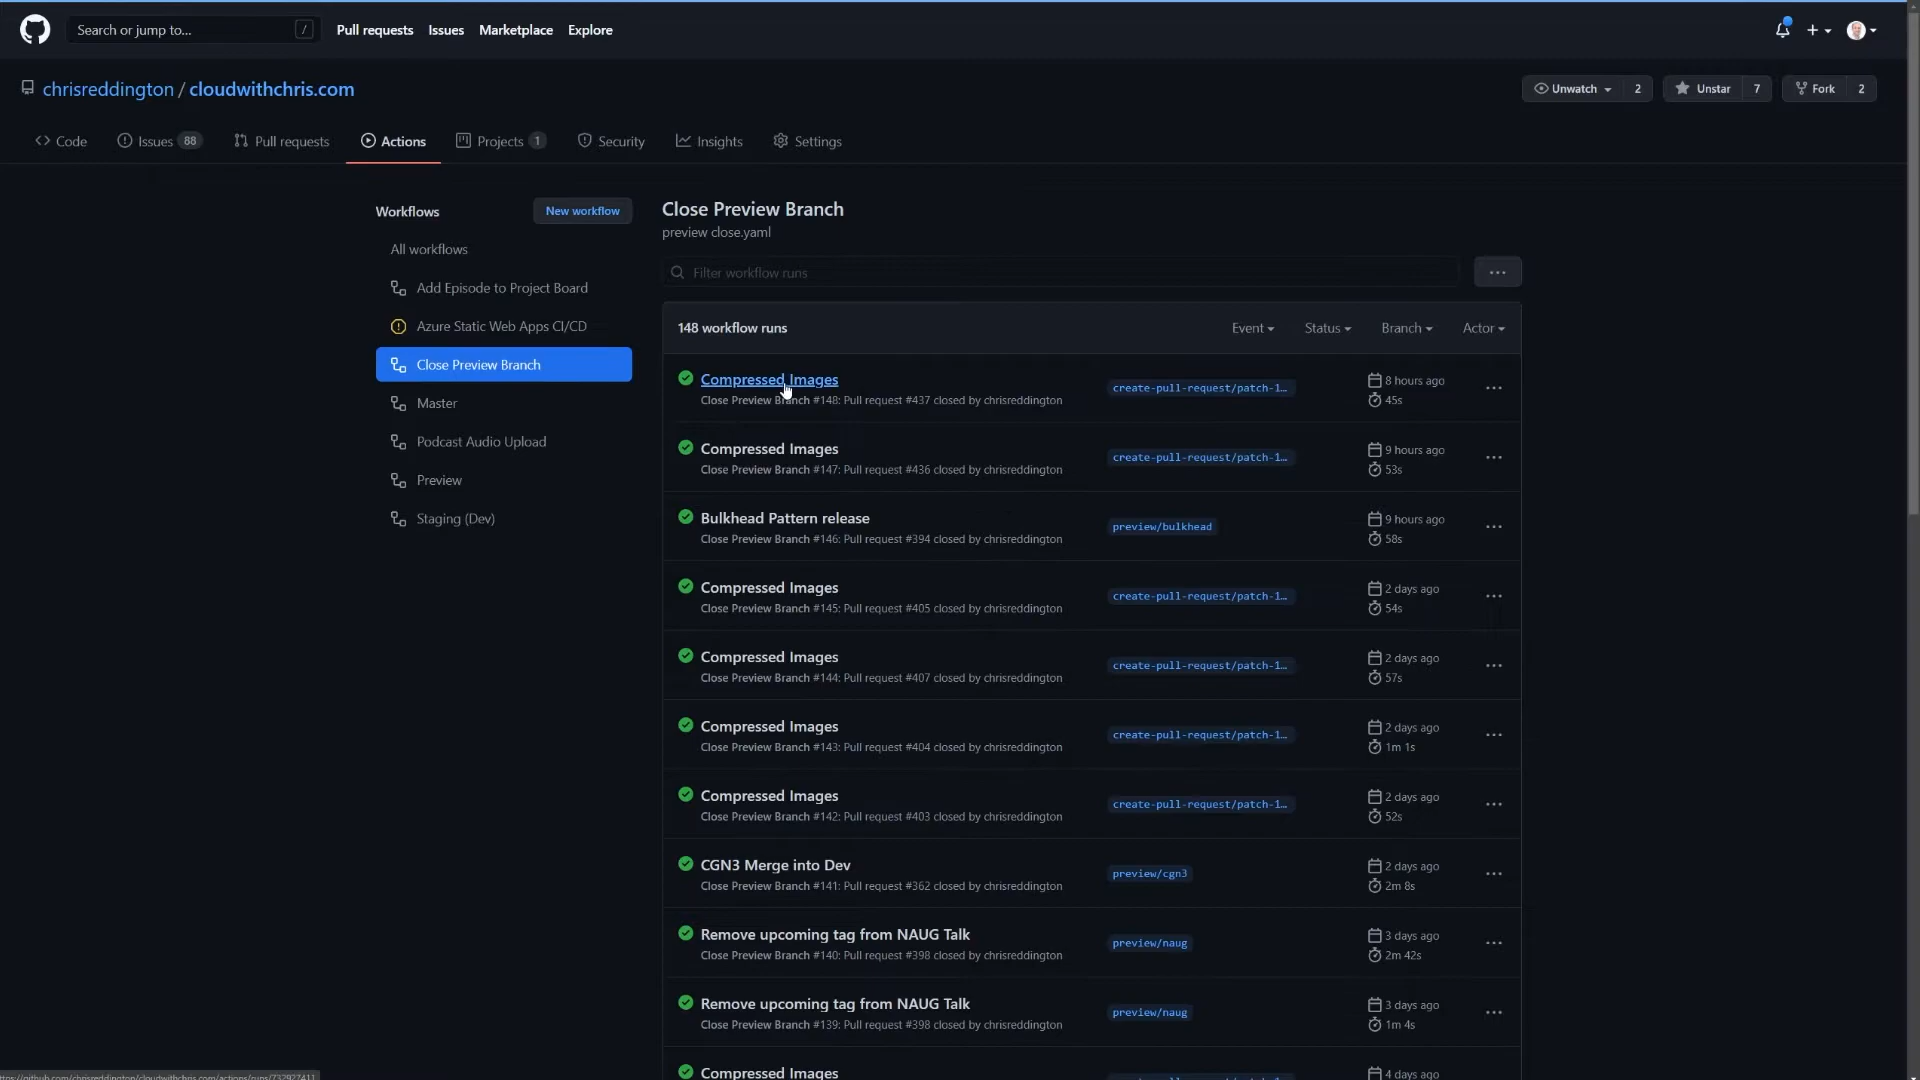 Search or jump to... /
Pull requests Issues Marketplace Explore
chrisreddington / cloudwithchris.com
Unwatch 2 Unstar 7 Fork 2
Code Issues 88 Pull requests Actions Projects 1 Security Insights Settings
Workflows New workflow
All workflows
Add Episode to Project Board
Azure Static Web Apps CI/CD
Close Preview Branch
Master
Podcast Audio Upload
Preview
Staging (Dev)
Close Preview Branch
preview close.yaml
Filter workflow runs
148 workflow runs Event Status Branch Actor
Compressed Images create-pull-request/patch-1… 8 hours ago
Close Preview Branch #148: Pull request #437 closed by chrisreddington 45s
Compressed Images create-pull-request/patch-1… 9 hours ago
Close Preview Branch #147: Pull request #436 closed by chrisreddington 53s
Bulkhead Pattern release preview/bulkhead 9 hours ago
Close Preview Branch #146: Pull request #394 closed by chrisreddington 58s
Compressed Images create-pull-request/patch-1… 2 days ago
Close Preview Branch #145: Pull request #405 closed by chrisreddington 54s
Compressed Images create-pull-request/patch-1… 2 days ago
Close Preview Branch #144: Pull request #407 closed by chrisreddington 57s
Compressed Images create-pull-request/patch-1… 2 days ago
Close Preview Branch #143: Pull request #404 closed by chrisreddington 1m 1s
Compressed Images create-pull-request/patch-1… 2 days ago
Close Preview Branch #142: Pull request #403 closed by chrisreddington 52s
CGN3 Merge into Dev preview/cgn3 2 days ago
Close Preview Branch #141: Pull request #362 closed by chrisreddington 2m 8s
Remove upcoming tag from NAUG Talk preview/naug 3 days ago
Close Preview Branch #140: Pull request #398 closed by chrisreddington 2m 42s
Remove upcoming tag from NAUG Talk preview/naug 3 days ago
Close Preview Branch #139: Pull request #398 closed by chrisreddington 1m 4s
Compressed Images 4 days ago